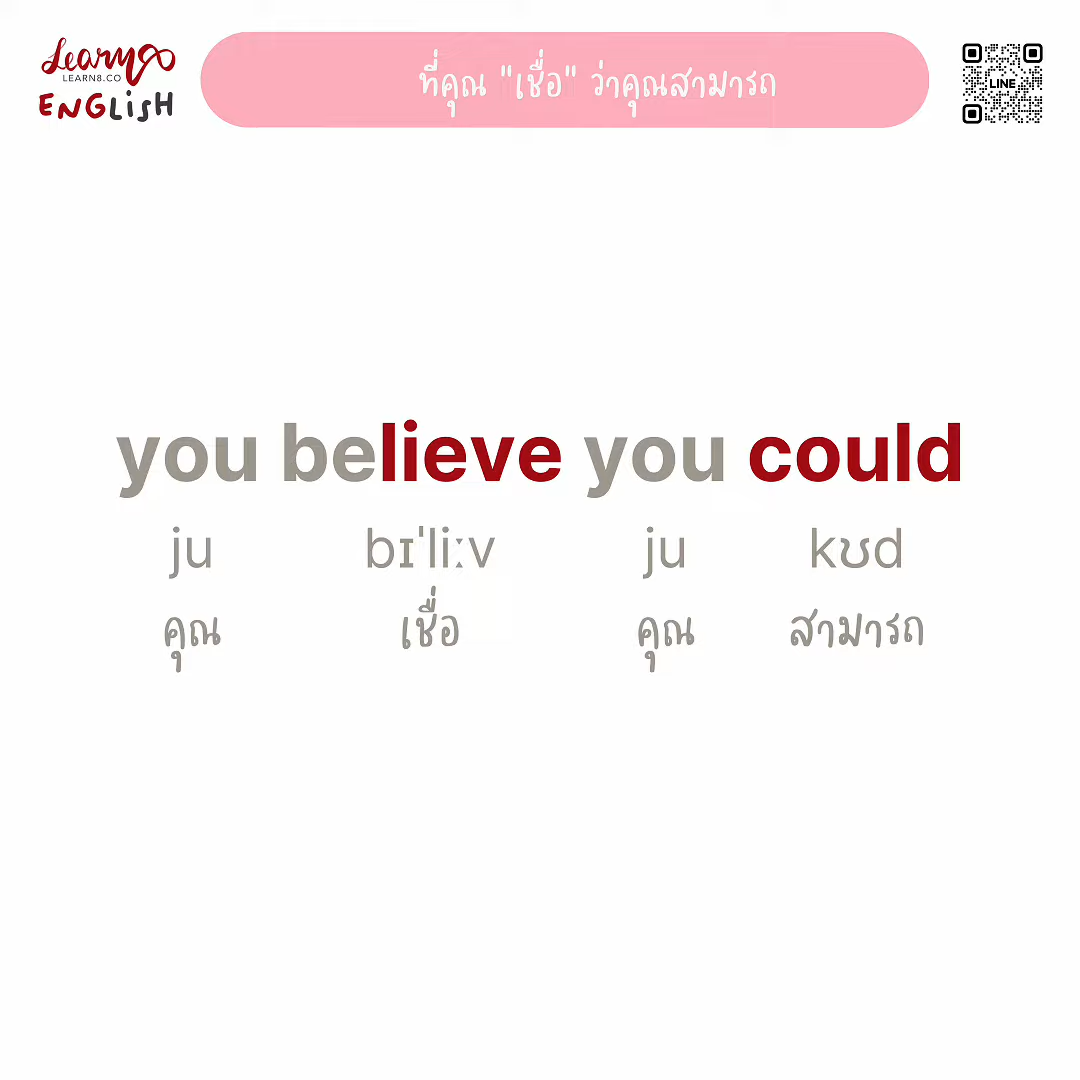 Learn8
LEARN8.CO
ENGLiSH
ที่คุณ "เชื่อ" ว่าคุณสามารถ
LINE
you believe you could
ju bɪˈliːv ju kʊd
คุณ เชื่อ คุณ สามารถ